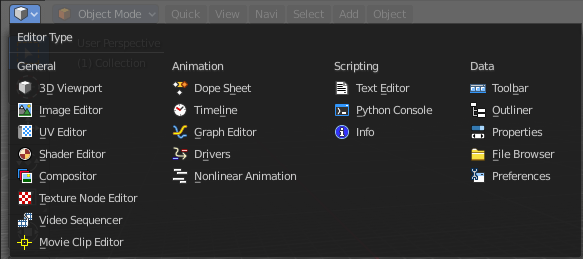 Object Mode Quick View Navi Select Add Object
User Perspective
(1) Collection
Editor Type
General
3D Viewport
Image Editor
UV Editor
Shader Editor
Compositor
Texture Node Editor
Video Sequencer
Movie Clip Editor
Animation
Dope Sheet
Timeline
Graph Editor
Drivers
Nonlinear Animation
Scripting
Text Editor
Python Console
Info
Data
Toolbar
Outliner
Properties
File Browser
Preferences